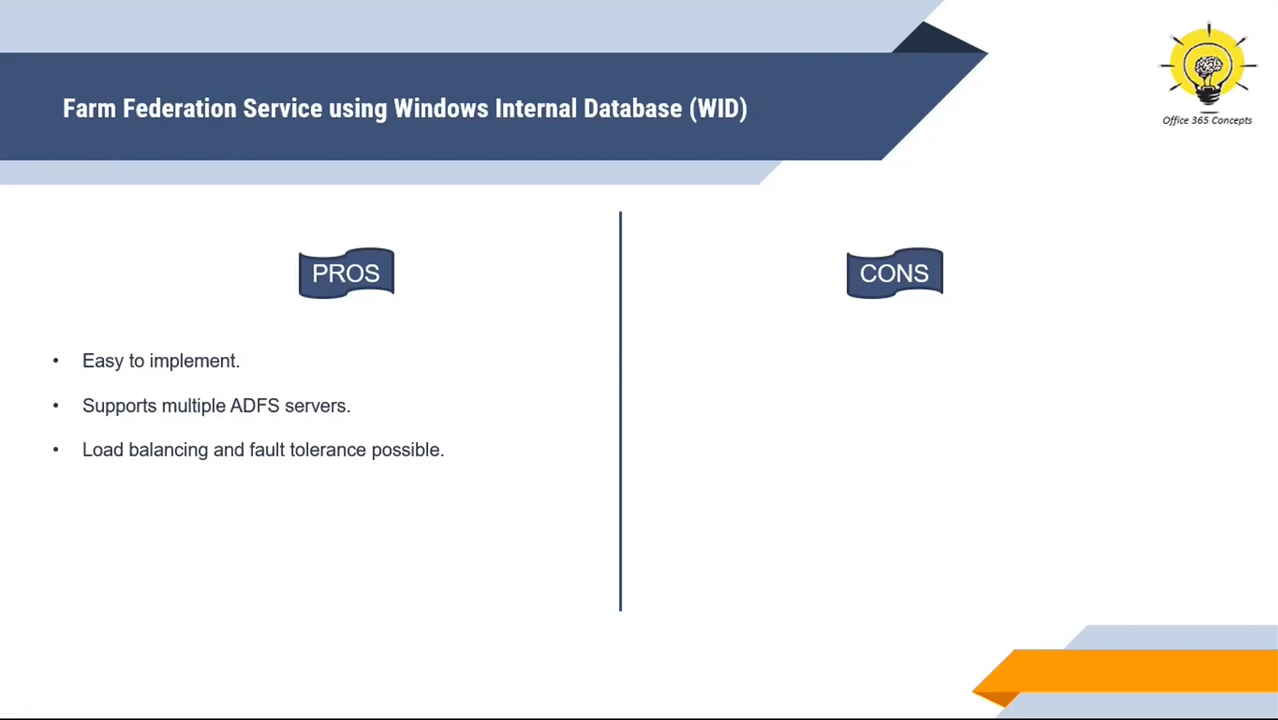 Farm Federation Service using Windows Internal Database (WID)
Office 365 Concepts
PROS
• Easy to implement.
• Supports multiple ADFS servers.
• Load balancing and fault tolerance possible.
CONS